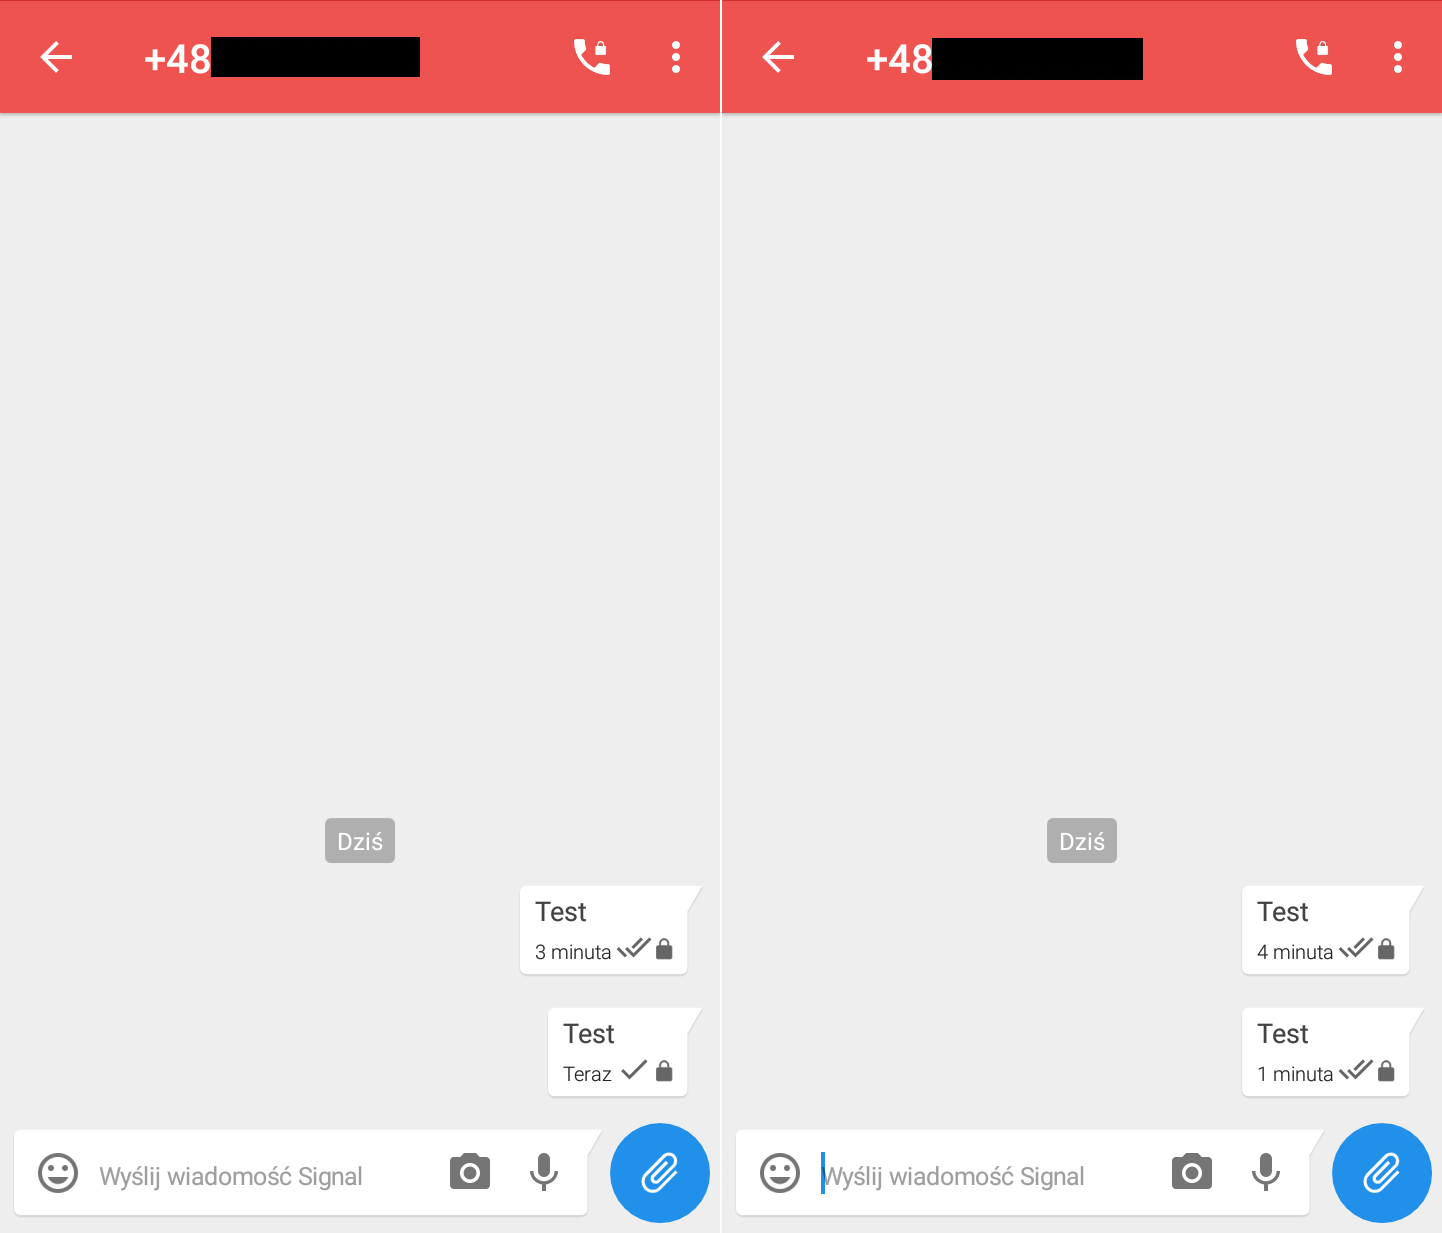 +48
Dziś
Test
3 minuta
Test
Teraz
Wyślij wiadomość Signal
+48
Dziś
Test
4 minuta
Test
1 minuta
Wyślij wiadomość Signal